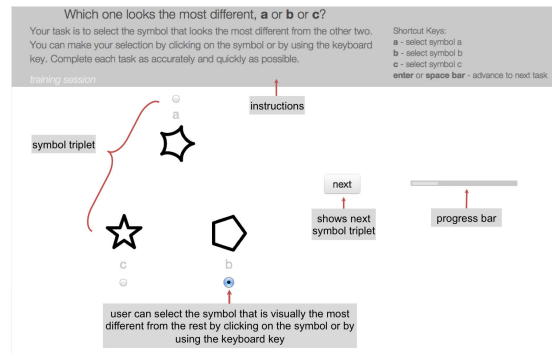 Which one looks the most different, a or b or c?
Your task is to select the symbol that looks the most different from the other two.
You can make your selection by clicking on the symbol or by using the keyboard
key. Complete each task as accurately and quickly as possible.
training session
Shortcut Keys:
a - select symbol a
b - select symbol b
c - select symbol c
enter or space bar - advance to next task
instructions
a
symbol triplet
next
shows next
symbol triplet
progress bar
c
b
user can select the symbol that is visually the most
different from the rest by clicking on the symbol or by
using the keyboard key